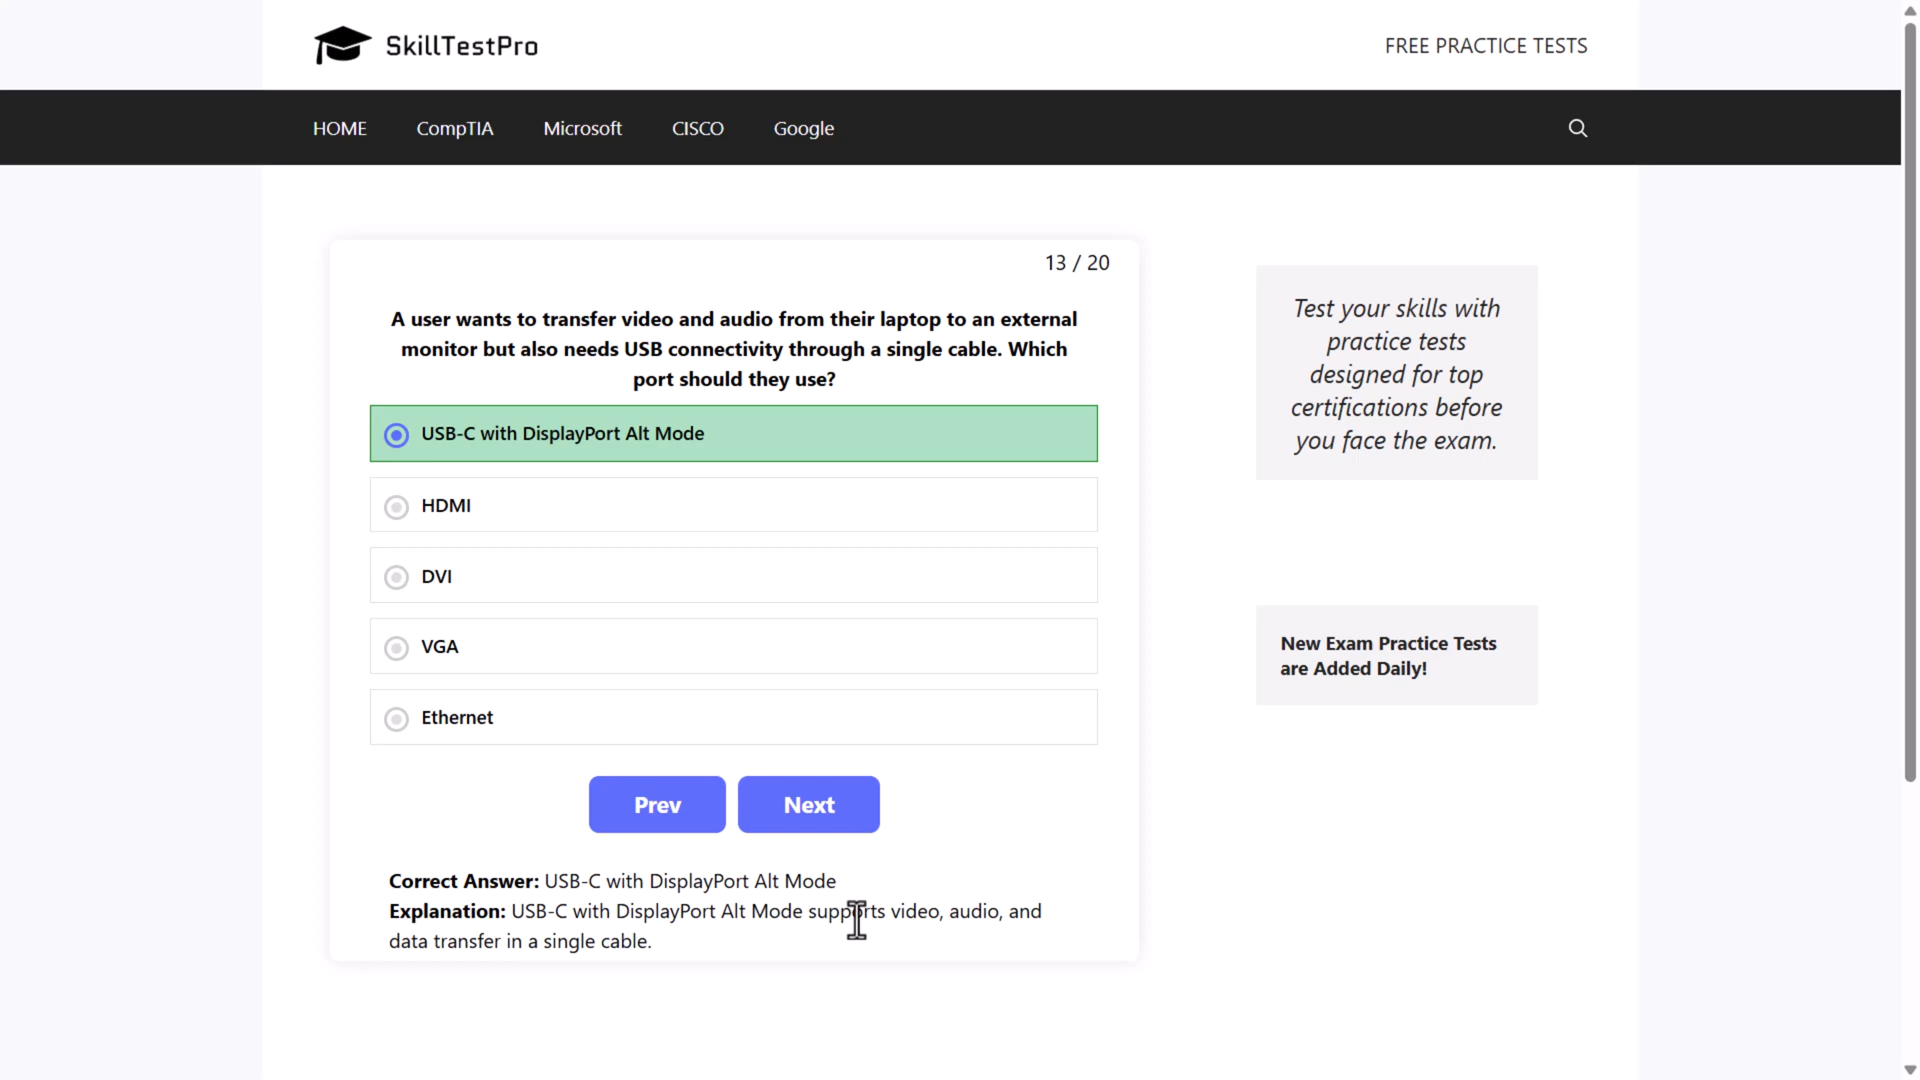 SkillTestPro
FREE PRACTICE TESTS
HOME CompTIA Microsoft CISCO Google
13 / 20
A user wants to transfer video and audio from their laptop to an external
monitor but also needs USB connectivity through a single cable. Which
port should they use?
USB-C with DisplayPort Alt Mode
HDMI
DVI
VGA
Ethernet
Prev Next
Correct Answer: USB-C with DisplayPort Alt Mode
Explanation: USB-C with DisplayPort Alt Mode supports video, audio, and
data transfer in a single cable.
Test your skills with
practice tests
designed for top
certifications before
you face the exam.
New Exam Practice Tests
are Added Daily!